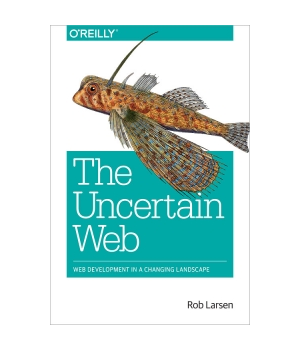 O'REILLY®
The
Uncertain
Web
WEB DEVELOPMENT IN A CHANGING LANDSCAPE
Rob Larsen